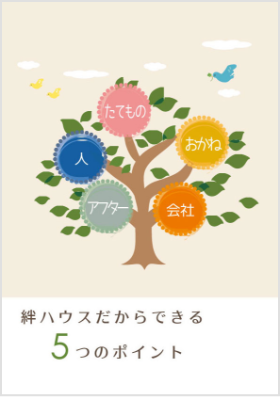 たてもの
人
おかね
アフター
会社
絆ハウスだからできる
5つのポイント